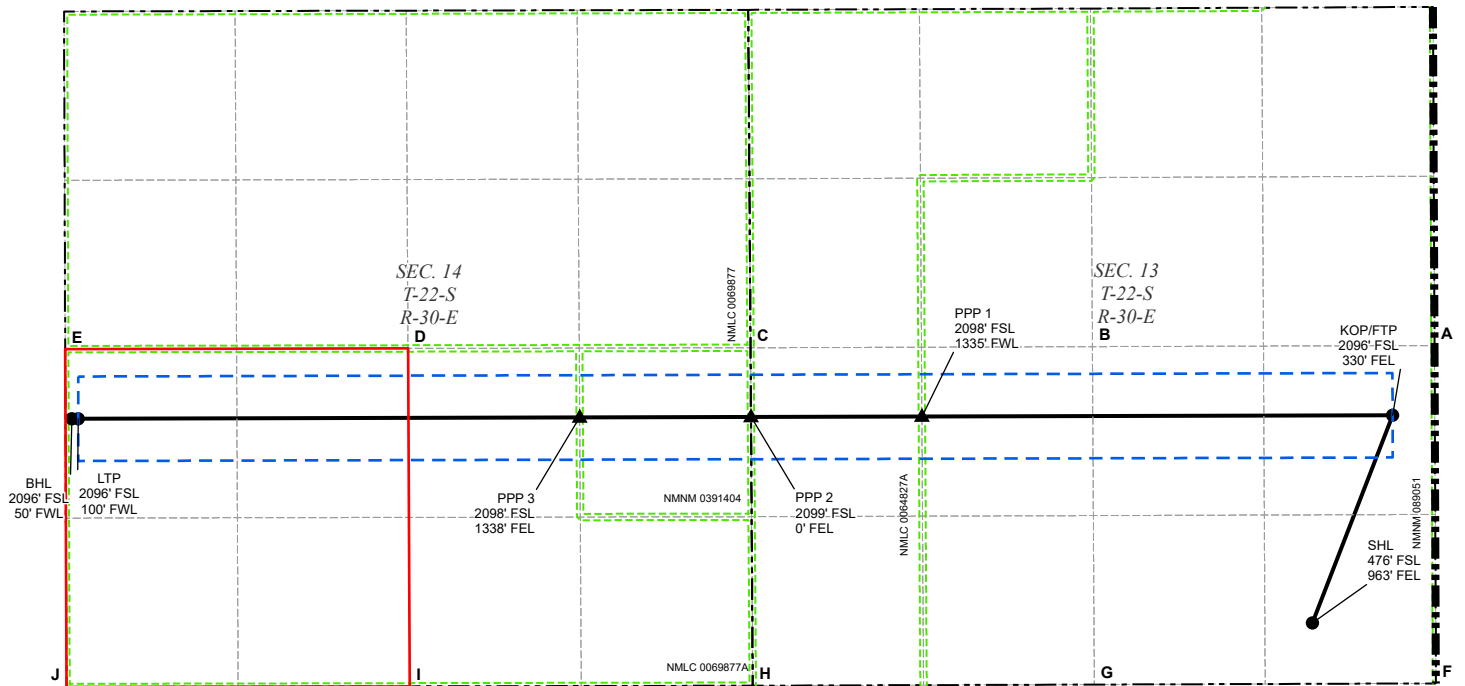 SEC. 14
T-22-S
R-30-E
NMLC 0069877
SEC. 13
T-22-S
R-30-E
PPP 1
2098' FSL
1335' FWL
KOP/FTP
2096' FSL
330' FEL
E
D
C
B
A
BHL
2096' FSL
50' FWL
LTP
2096' FSL
100' FWL
PPP 3
2098' FSL
1338' FEL
NMNM 0391404
PPP 2
2099' FSL
0' FEL
NMLC 0064827A
NMNM 089051
SHL
476' FSL
963' FEL
J
I
NMLC 0069877A
H
G
F